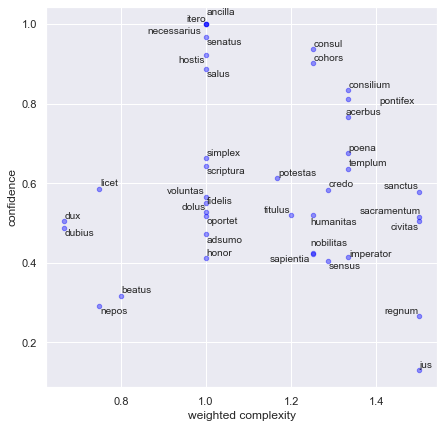 ancilla
1.0
itero
necessarius
senatus
consul
hostis
cohors
salus
consilium
pontifex
0.8
acerbus
poena
simplex
templum
scriptura
potestas
0.6
licet
voluntas
credo
sanctus
fidelis
dux
dolus
titulus
sacramentum
oportet
humanitas
civitas
dubius
adsumo
nobilitas
honor
sapientia
imperator
0.4
sensus
beatus
nepos
regnum
0.2
jus
confidence
0.8
1.0
1.2
1.4
weighted complexity